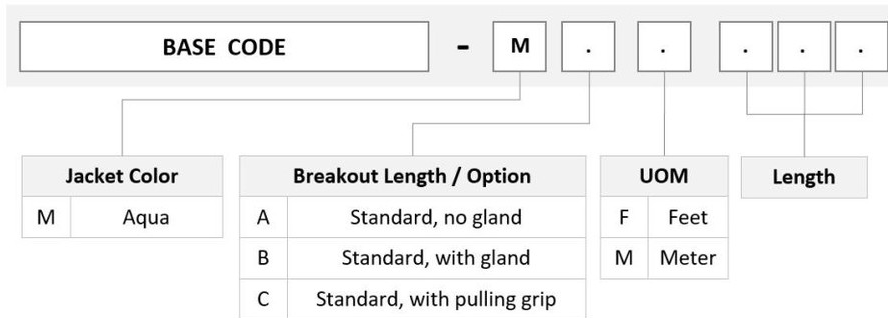 BASE CODE - M . . . . .
Jacket Color
M Aqua
Breakout Length / Option
A Standard, no gland
B Standard, with gland
C Standard, with pulling grip
UOM
F Feet
M Meter
Length